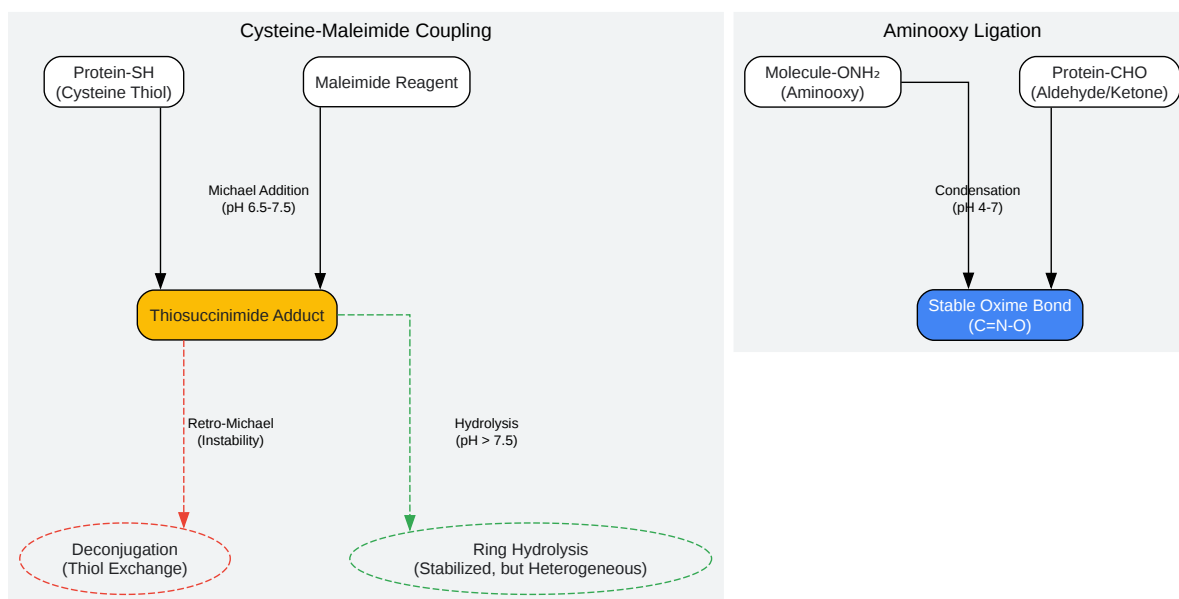 Cysteine-Maleimide Coupling
Protein-SH
(Cysteine Thiol)
Maleimide Reagent
Michael Addition
(pH 6.5-7.5)
Thiosuccinimide Adduct
Retro-Michael
(Instability)
Hydrolysis
(pH > 7.5)
Deconjugation
(Thiol Exchange)
Ring Hydrolysis
(Stabilized, but Heterogeneous)
Aminooxy Ligation
Molecule-ONH₂
(Aminooxy)
Protein-CHO
(Aldehyde/Ketone)
Condensation
(pH 4-7)
Stable Oxime Bond
(C=N-O)